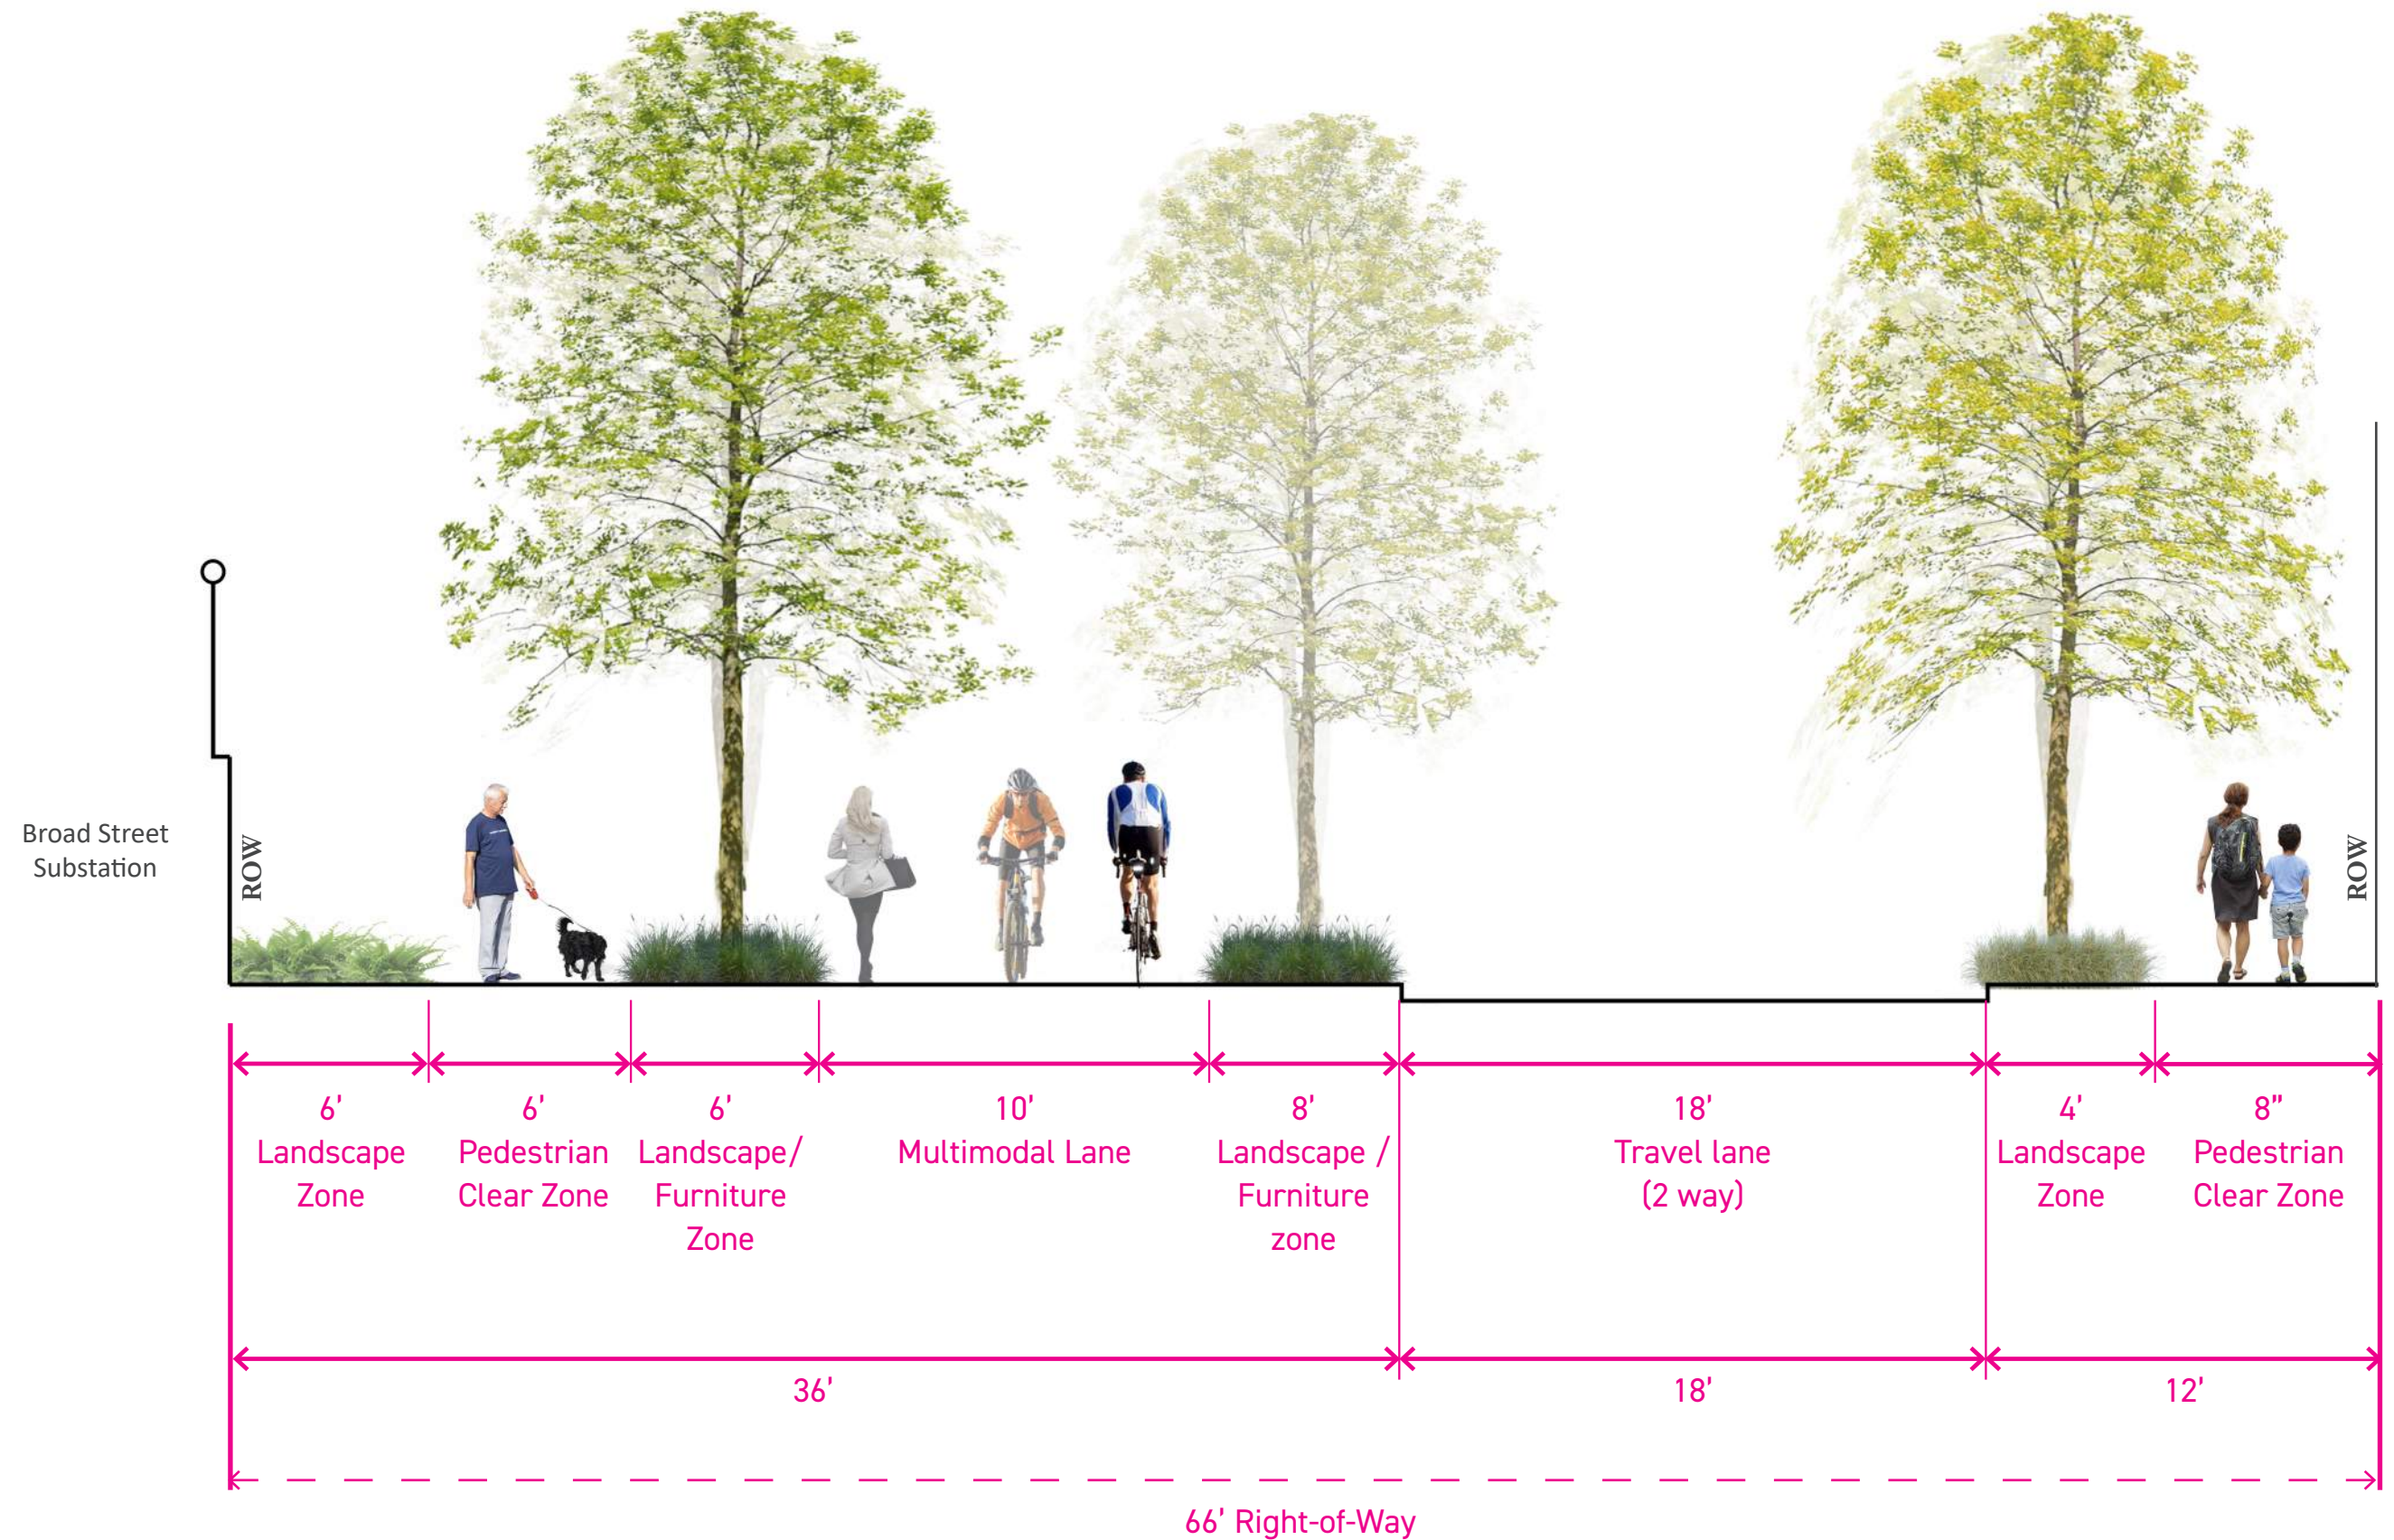 Broad Street
Substation
ROW
ROW
6’
Landscape
Zone
6’
Pedestrian
Clear Zone
6’
Landscape/
Furniture
Zone
10’
Multimodal Lane
8’
Landscape /
Furniture
zone
18’
Travel lane
(2 way)
4’
Landscape
Zone
8”
Pedestrian
Clear Zone
36’
18’
12’
66’ Right-of-Way